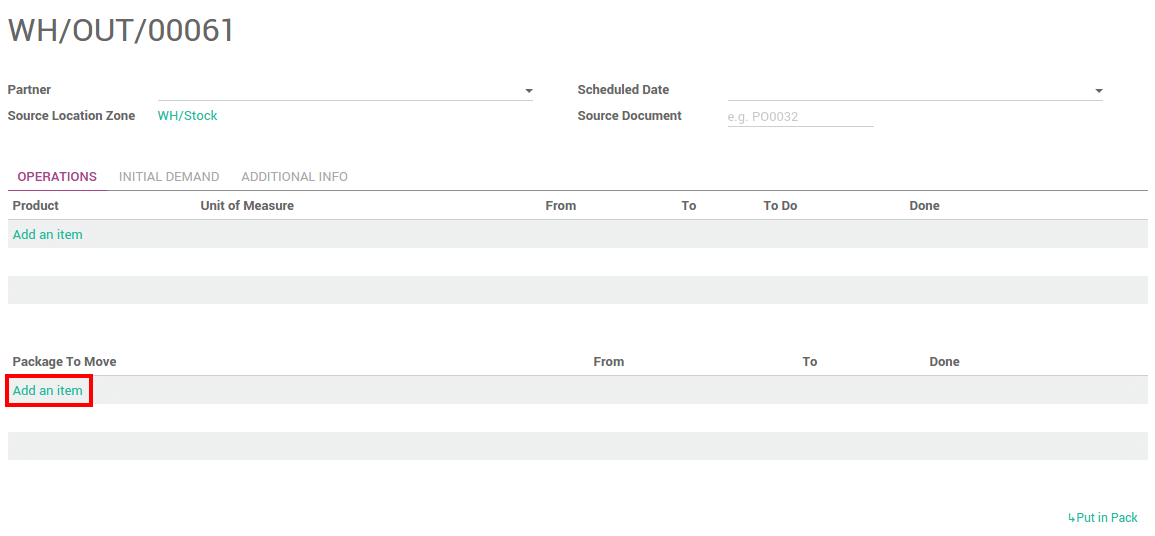 WH/OUT/00061
Partner
Scheduled Date
Source Location Zone WH/Stock
Source Document e.g. PO0032
OPERATIONS INITIAL DEMAND ADDITIONAL INFO
Product Unit of Measure From To To Do Done
Add an item
Package To Move From To Done
Add an item
↳Put in Pack